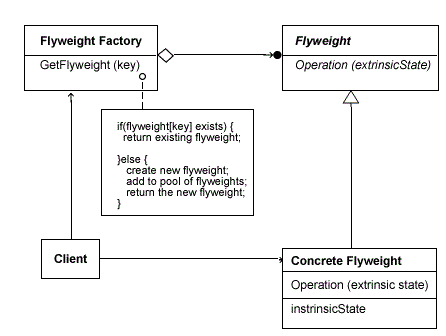 Flyweight Factory
GetFlyweight (key)
Flyweight
Operation (extrinsicState)
if(flyweight[key] exists) {
return existing flyweight;
}else {
create new flyweight;
add to pool of flyweights;
return the new flyweight;
}
Client
Concrete Flyweight
Operation (extrinsic state)
instrinsicState